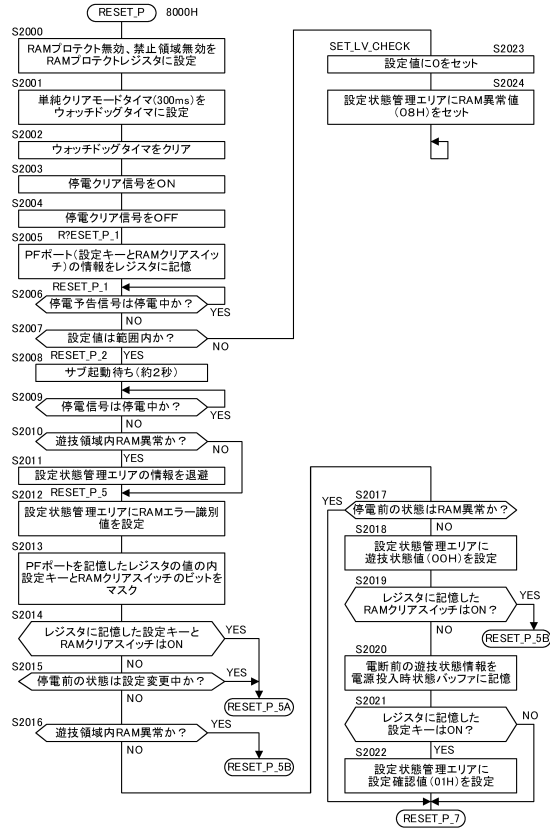 RESET_P 8000H
S2000
RAMプロテクト無効、禁止領域無効を
RAMプロテクトレジスタに設定
S2001
単純クリアモードタイマ(300ms)を
ウォッチドッグタイマに設定
S2002
ウォッチドッグタイマをクリア
S2003
停電クリア信号をON
S2004
停電クリア信号をOFF
S2005 R?ESET_P_1
PFポート(設定キーとRAMクリアスイッ
チ)の情報をレジスタに記憶
RESET_P_1
S2006
停電予告信号は停電中か?
YES
NO
S2007
設定値は範囲内か?
NO
S2008 RESET_P_2 YES
サブ起動待ち(約2秒)
S2009
停電信号は停電中か?
YES
NO
S2010
遊技領域内RAM異常か?
NO
YES
S2011
設定状態管理エリアの情報を退避
S2012 RESET_P_5
設定状態管理エリアにRAMエラー識別
値を設定
S2013
PFポートを記憶したレジスタの値の内
設定キーとRAMクリアスイッチのビットを
マスク
S2014
レジスタに記憶した設定キーと
RAMクリアスイッチはON
YES
NO
S2015
停電前の状態は設定変更中か?
YES
RESET_P_5A
NO
S2016
遊技領域内RAM異常か?
YES
NO
RESET_P_5B
SET_LV_CHECK S2023
設定値に0をセット
S2024
設定状態管理エリアにRAM異常値
(08H)をセット
S2017
YES
停電前の状態はRAM異常か?
NO
S2018
設定状態管理エリアに
遊技状態値(00H)を設定
S2019
レジスタに記憶した
RAMクリアスイッチはON?
YES
NO
RESET_P_5B
S2020
電断前の遊技状態情報を
電源投入時状態バッファに記憶
S2021
レジスタに記憶した
設定キーはON?
NO
YES
S2022
設定状態管理エリアに
設定確認値(01H)を設定
RESET_P_7